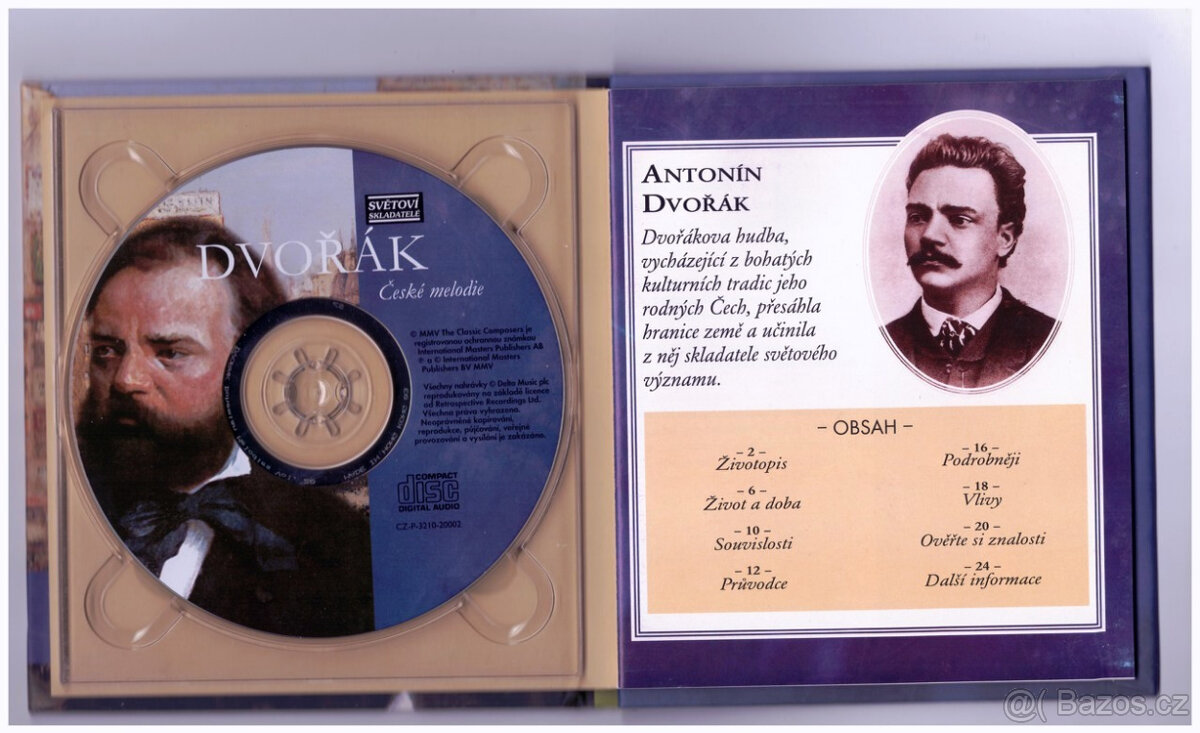 SVĚTOVÍ
SKLADATELÉ
DVOŘÁK
České melodie
© MMV The Classic Composers je
registrovanou ochrannou známkou
International Masters Publishers AB
℗ a © International Masters
Publishers BV MMV
Všechny nahrávky © Delta Music plc
reprodukovány na základě licence
od Retrospective Recordings Ltd.
Všechna práva vyhrazena.
Neoprávněné kopírování,
reprodukce, půjčování, veřejné
provozování a vysílání je zakázáno.
COMPACT
disc
DIGITAL AUDIO
CZ-P-3210-20002
ANTONÍN
DVOŘÁK
Dvořákova hudba,
vycházející z bohatých
kulturních tradic jeho
rodných Čech, přesáhla
hranice země a učinila
z něj skladatele světového
významu.
– OBSAH –
– 2 –
Životopis
– 6 –
Život a doba
– 10 –
Souvislosti
– 12 –
Průvodce
– 16 –
Podrobněji
– 18 –
Vlivy
– 20 –
Ověřte si znalosti
– 24 –
Další informace
@( Bazos.cz